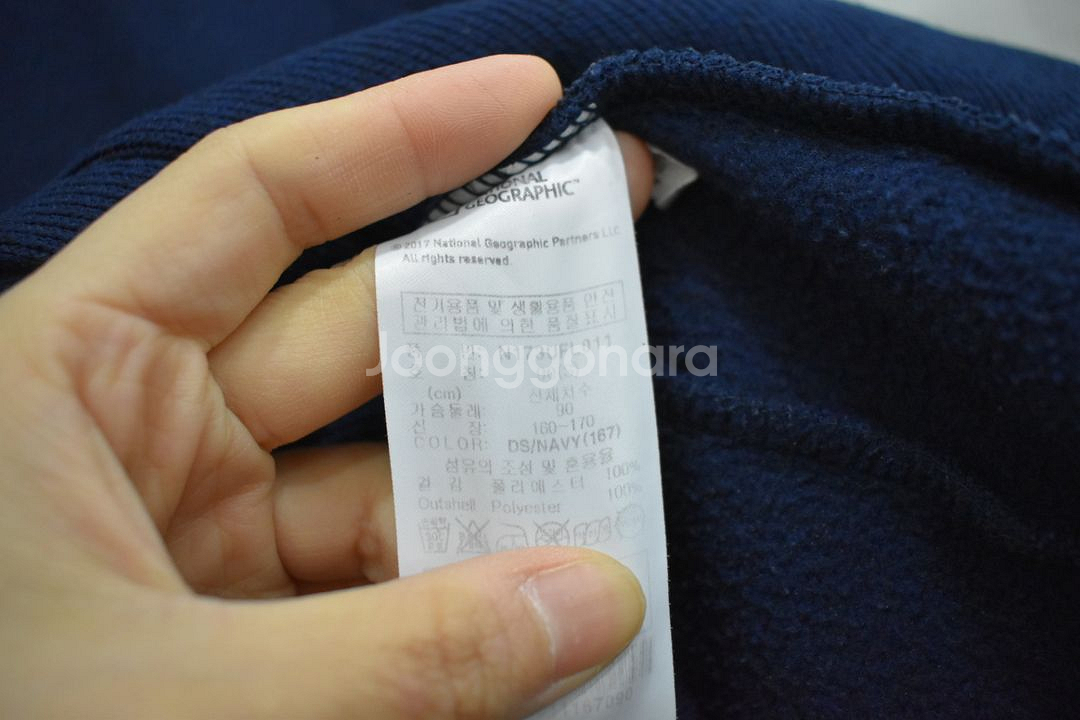 GEOGRAPHIC™
©2017 National Geographic Partners LLC
All rights reserved.
전기용품 및 생활용품 안전
관리법에 의한 품질표시
Joonggonara
(cm) 신체치수
가슴둘레: 90
신 장: 160~170
COLOR: DS/NAVY(167)
섬유의 조성 및 혼용율
겉 감 폴리에스터 100%
Outshell Polyester 100%